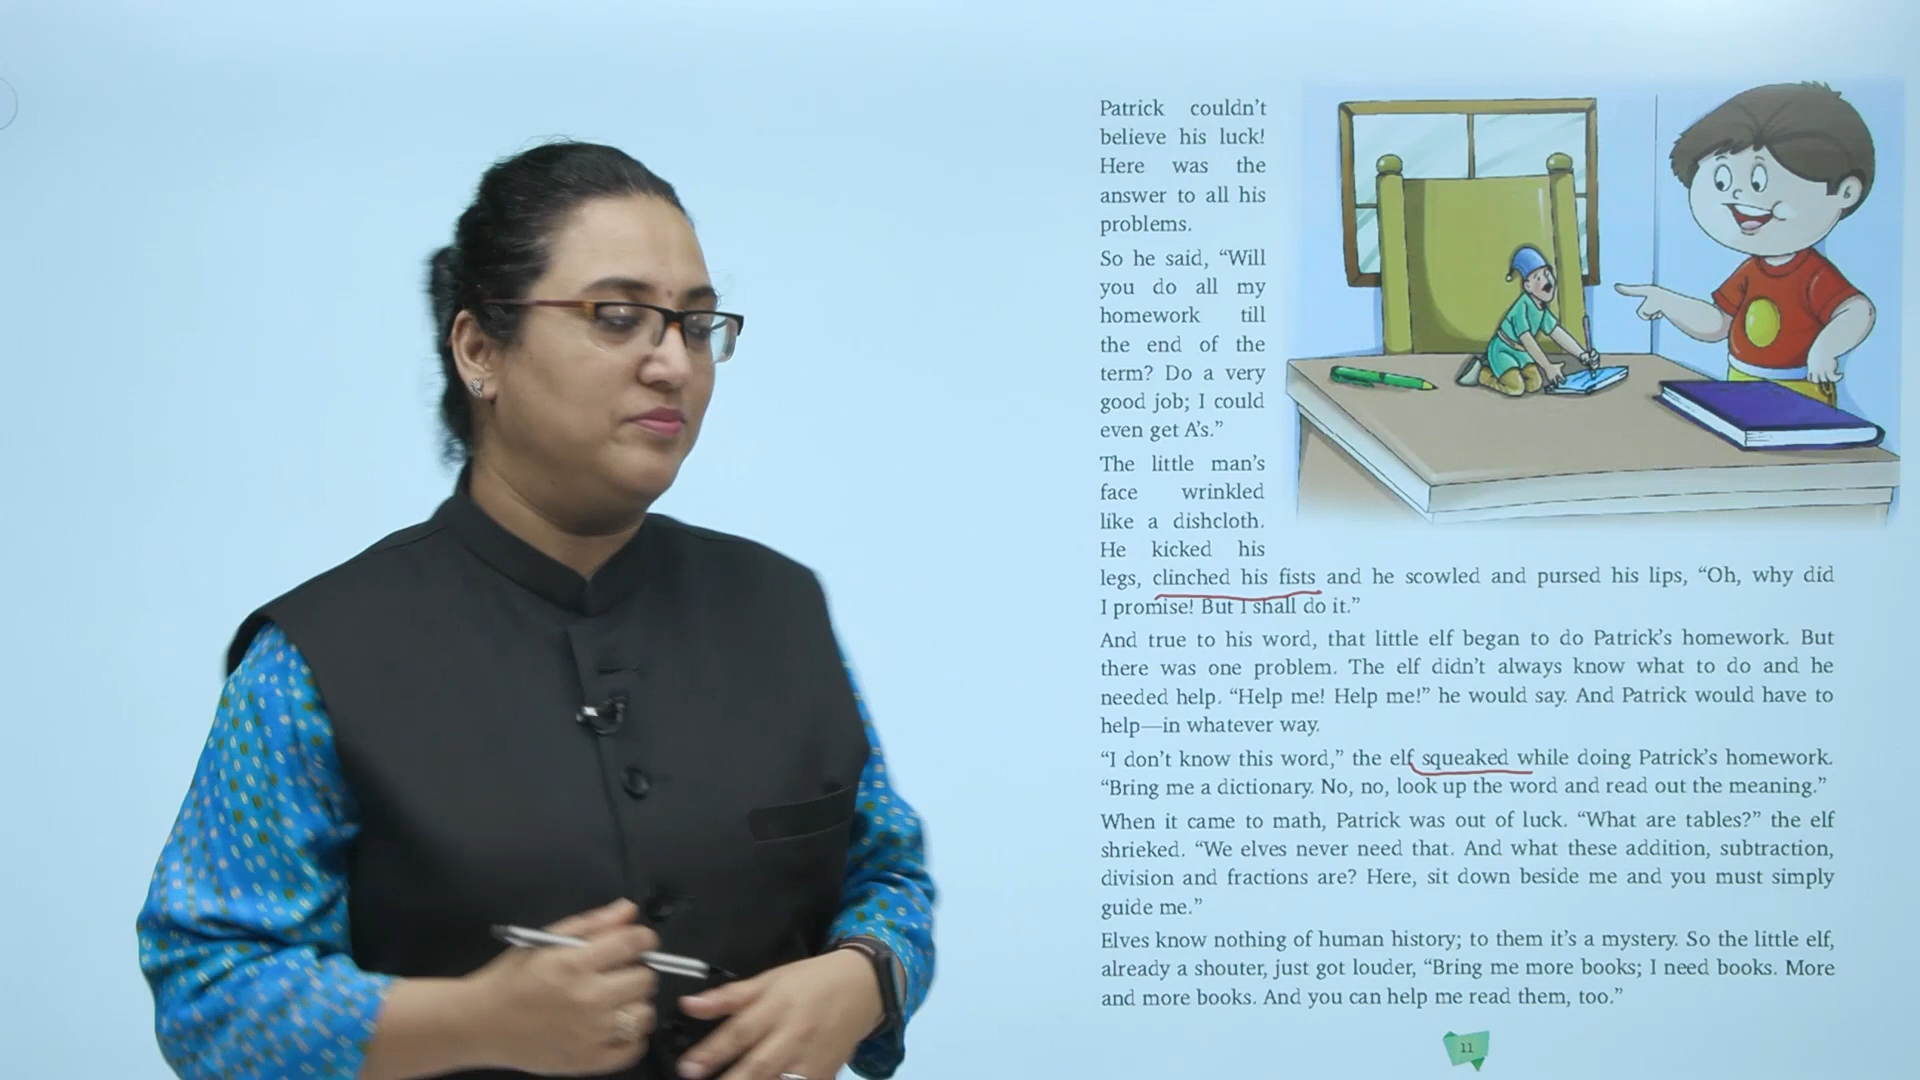 Patrick couldn't
believe his luck!
Here was the
answer to all his
problems.
So he said, “Will
you do all my
homework till
the end of the
term? Do a very
good job; I could
even get A's.”
The little man's
face wrinkled
like a dishcloth.
He kicked his
legs, clinched his fists and he scowled and pursed his lips, “Oh, why did
I promise! But I shall do it.”
And true to his word, that little elf began to do Patrick's homework. But
there was one problem. The elf didn't always know what to do and he
needed help. “Help me! Help me!” he would say. And Patrick would have to
help—in whatever way.
“I don't know this word,” the elf squeaked while doing Patrick's homework.
“Bring me a dictionary. No, no, look up the word and read out the meaning.”
When it came to math, Patrick was out of luck. “What are tables?” the elf
shrieked. “We elves never need that. And what these addition, subtraction,
division and fractions are? Here, sit down beside me and you must simply
guide me.”
Elves know nothing of human history; to them it's a mystery. So the little elf,
already a shouter, just got louder, “Bring me more books; I need books. More
and more books. And you can help me read them, too.”
11